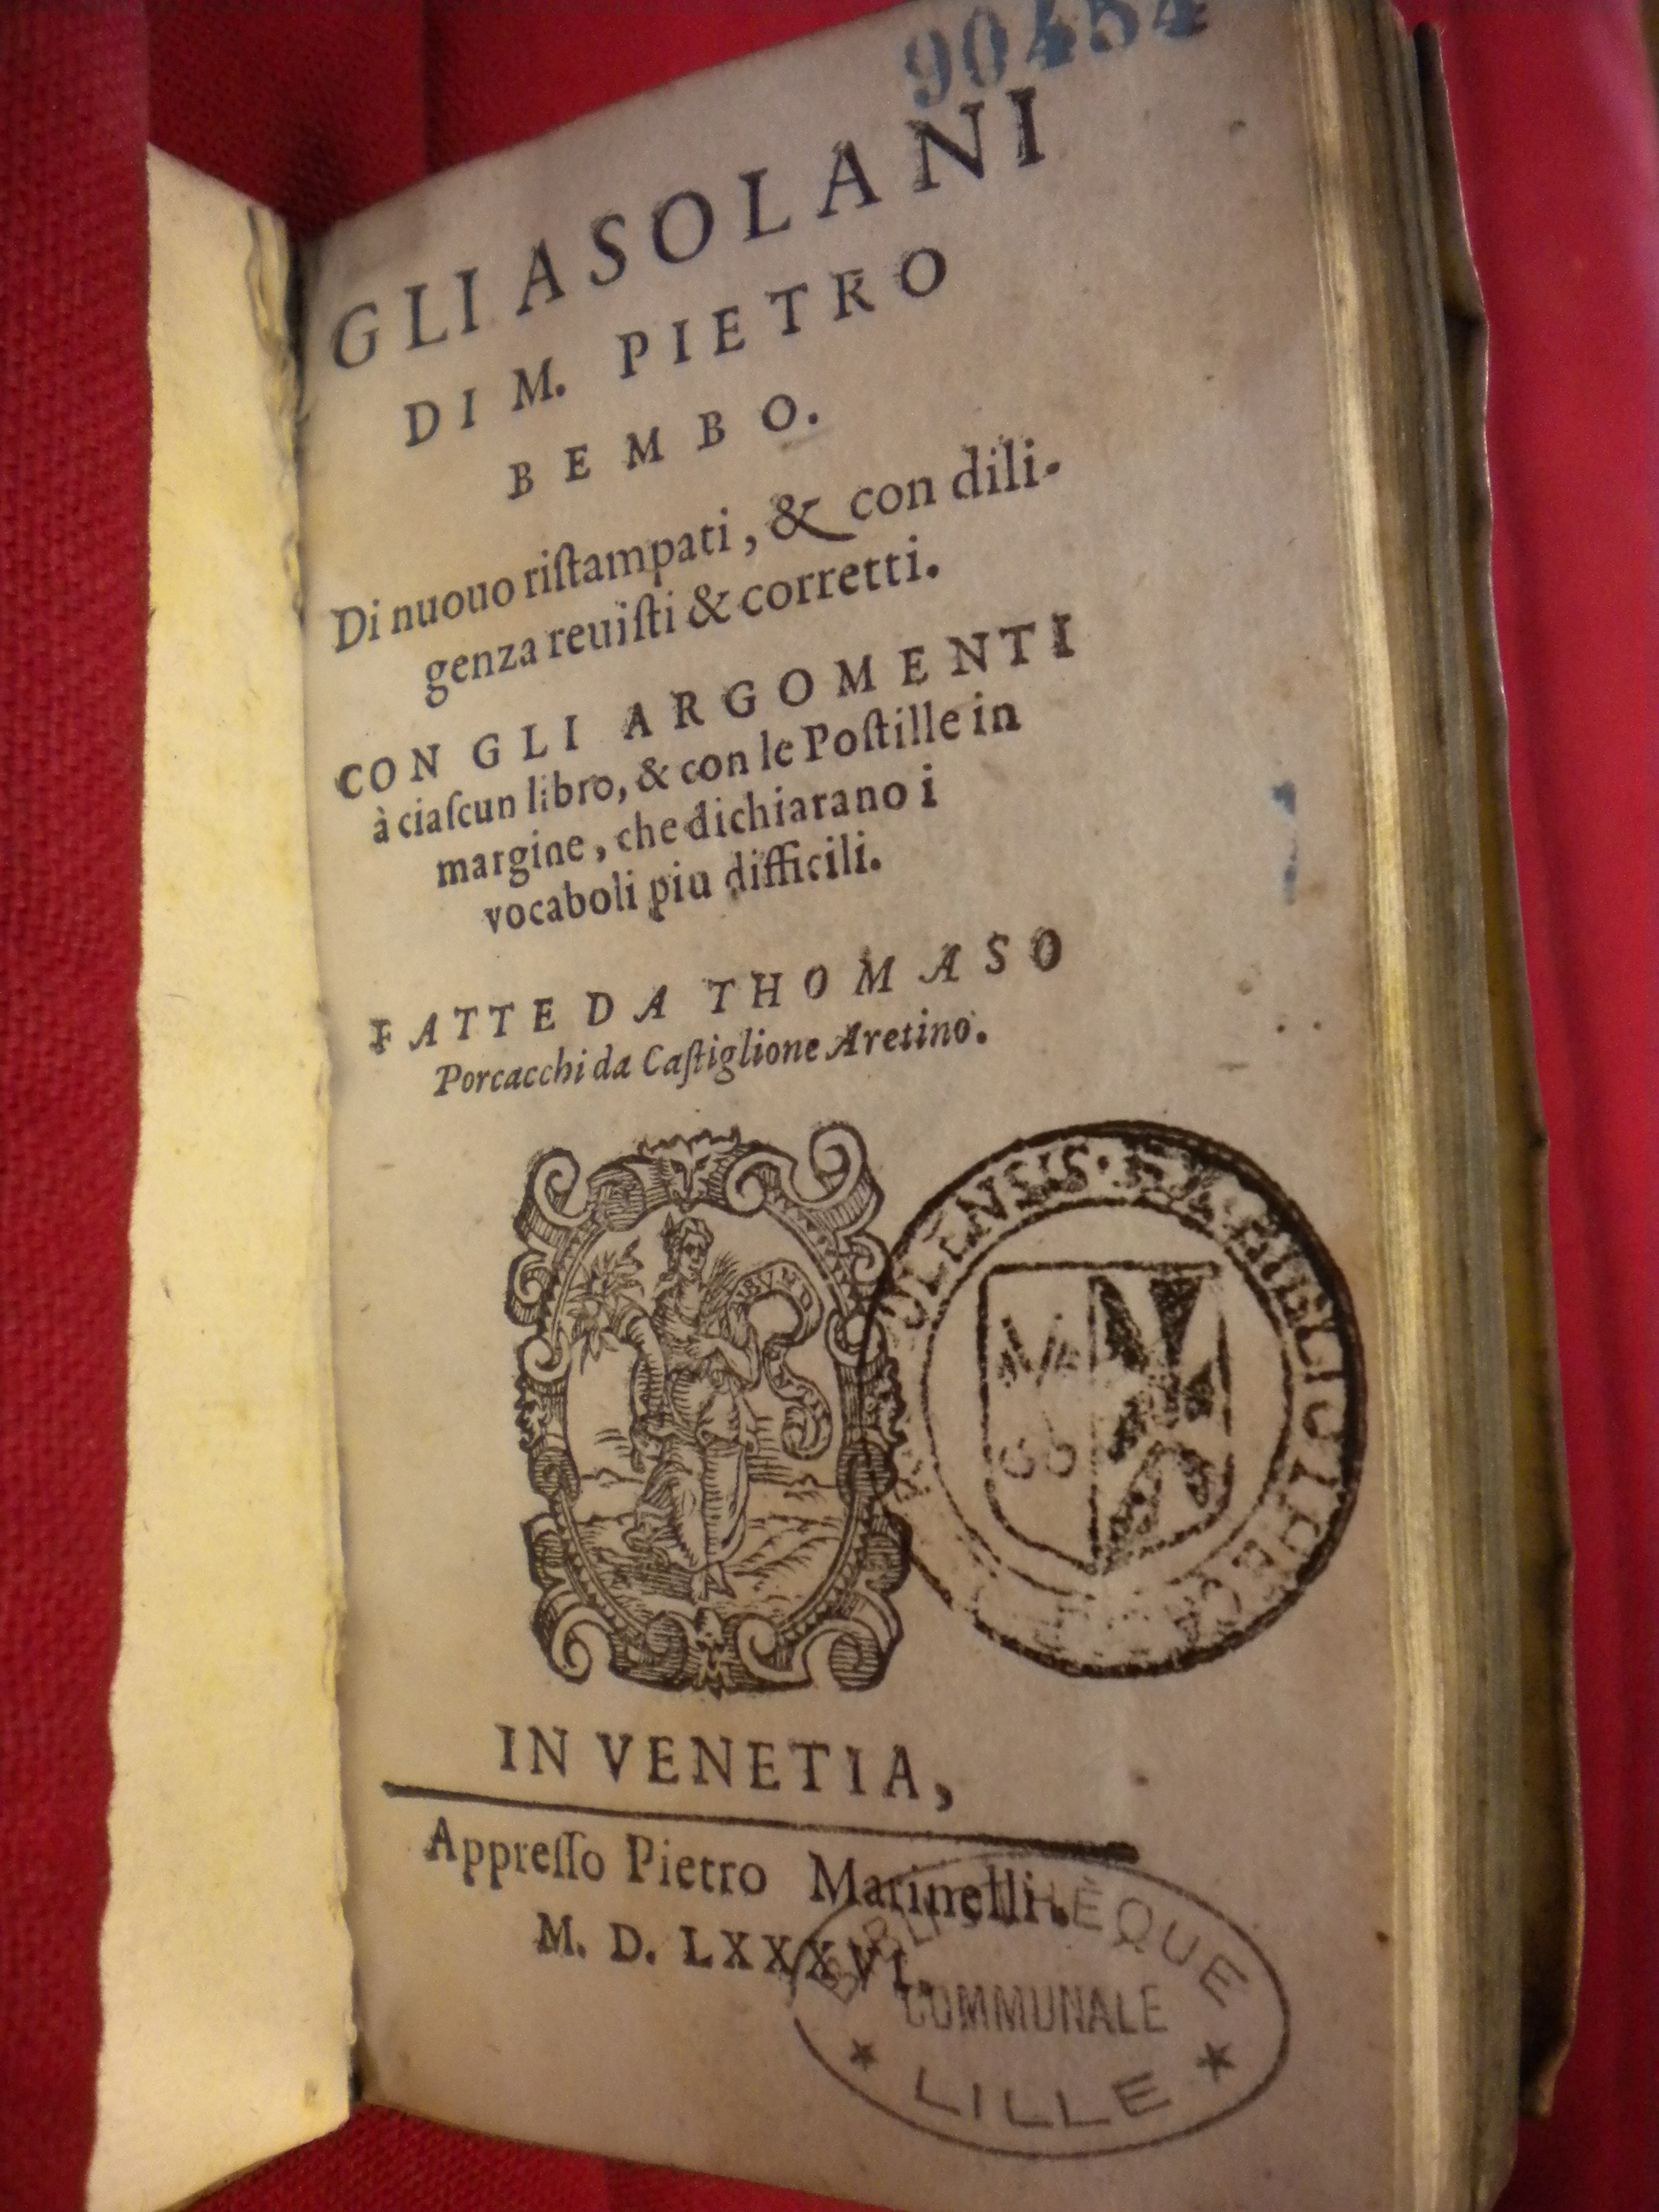 90484
GLI ASOLANI
DI M. PIETRO
BEMBO.
Di nuouo riſtampati, & con dili-
genza reuiſti & corretti.
CON GLI ARGOMENTI
à ciaſcun libro, & con le Poſtille in
margine, che dichiarano i
vocaboli piu difficili.
FATTE DA THOMASO
Porcacchi da Caſtiglione Aretino.
IN VENETIA,
Appreſſo Pietro Marinelli.
M. D. LXXXVI.
BIBLIOTHÈQUE
COMMUNALE
* LILLE *